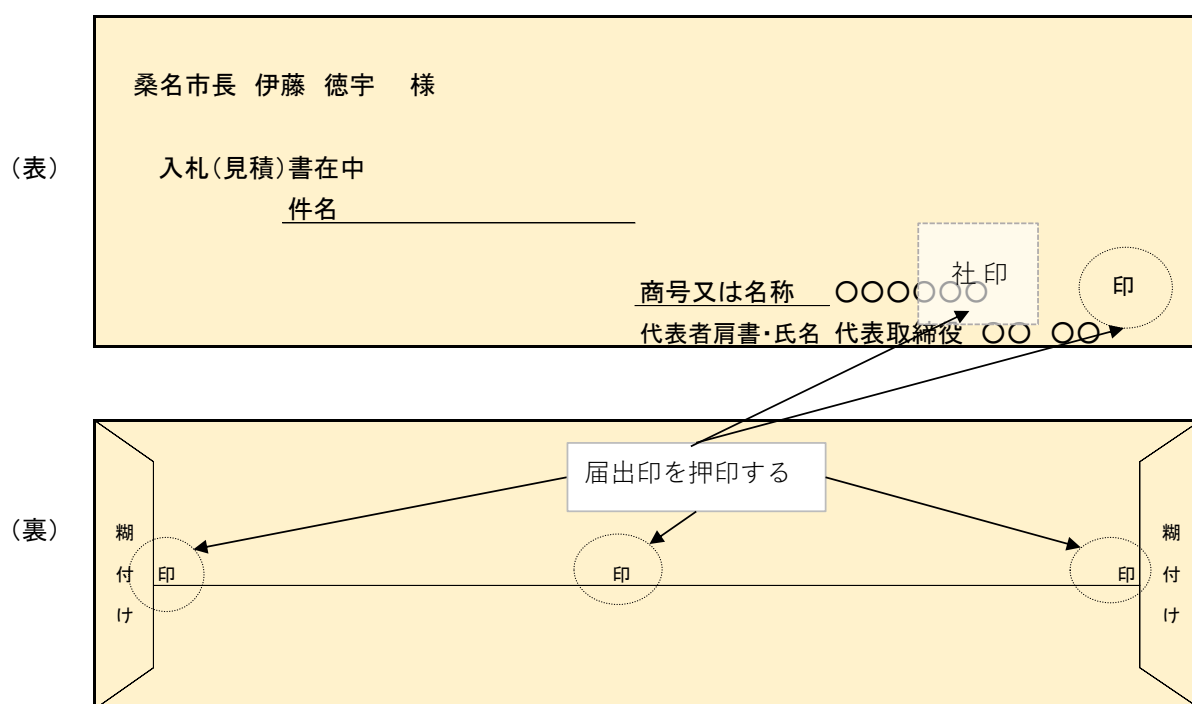 桑名市長 伊藤 徳宇 様
(表)
入札(見積)書在中
件名
社印
印
商号又は名称 〇〇〇〇〇〇
代表者肩書・氏名 代表取締役 〇〇 〇〇
届出印を押印する
(裏)
糊付け
印
印
印
糊付け